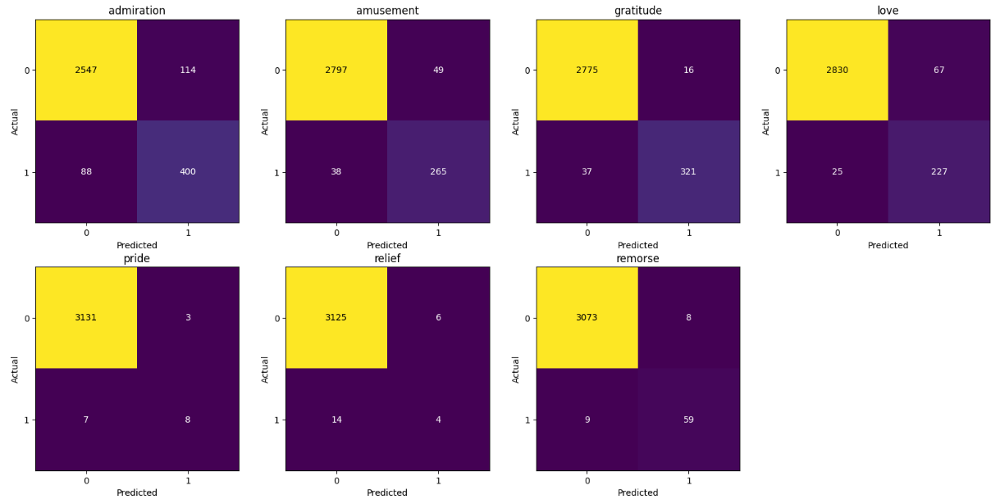 admiration
0
2547
114
Actual
1
88
400
0
1
Predicted
amusement
0
2797
49
Actual
1
38
265
0
1
Predicted
gratitude
0
2775
16
Actual
1
37
321
0
1
Predicted
love
0
2830
67
Actual
1
25
227
0
1
Predicted
pride
0
3131
3
Actual
1
7
8
0
1
Predicted
relief
0
3125
6
Actual
1
14
4
0
1
Predicted
remorse
0
3073
8
Actual
1
9
59
0
1
Predicted